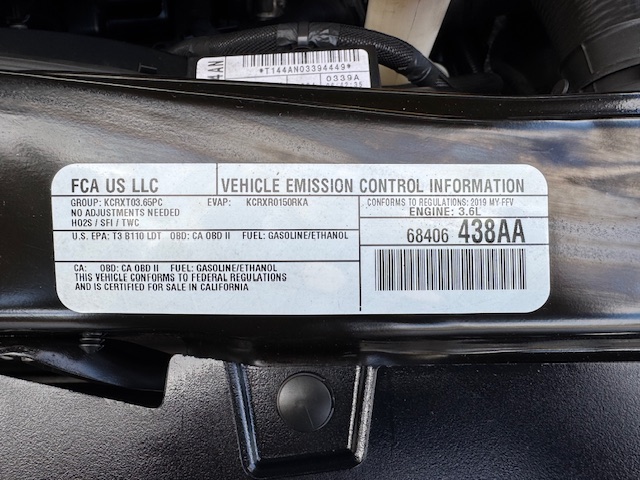 *T144AN03394449*
0339A
FCA US LLC
VEHICLE EMISSION CONTROL INFORMATION
GROUP: KCRXT03.65PC EVAP: KCRXR0150RKA
NO ADJUSTMENTS NEEDED
HO2S / SFI / TWC
CONFORMS TO REGULATIONS: 2019 MY-FFV
ENGINE: 3.6L
U.S. EPA: T3 B110 LDT OBD: CA OBD II FUEL: GASOLINE/ETHANOL
68406 438AA
CA: OBD: CA OBD II FUEL: GASOLINE/ETHANOL
THIS VEHICLE CONFORMS TO FEDERAL REGULATIONS
AND IS CERTIFIED FOR SALE IN CALIFORNIA